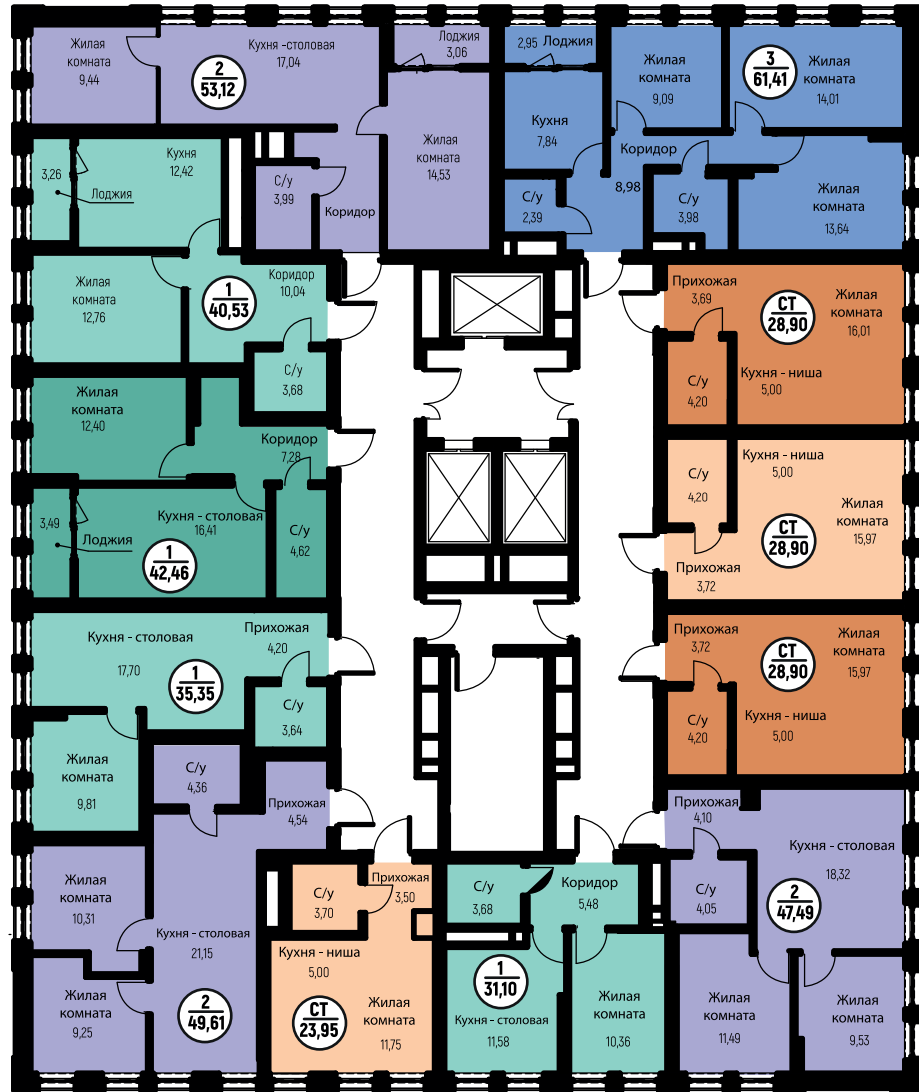 Жилая
комната
9,44
2
53,12
Кухня -столовая
17,04
Лоджия
3,06
Жилая
комната
14,53
С/у
3,99
Коридор
2,95 Лоджия
Кухня
7,84
Жилая
комната
9,09
3
61,41
Жилая
комната
14,01
Коридор
8,98
С/у
2,39
С/у
3,98
Жилая
комната
13,64
3,26
Лоджия
Кухня
12,42
Жилая
комната
12,76
1
40,53
Коридор
10,04
С/у
3,68
Прихожая
3,69
СТ
28,90
Жилая
комната
16,01
Кухня - ниша
5,00
С/у
4,20
Жилая
комната
12,40
Коридор
7,28
3,49
Лоджия
Кухня - столовая
16,41
1
42,46
С/у
4,62
С/у
4,20
Кухня - ниша
5,00
Жилая
комната
15,97
СТ
28,90
Прихожая
3,72
Кухня - столовая
17,70
Прихожая
4,20
1
35,35
С/у
3,64
Жилая
комната
9,81
Прихожая
3,72
СТ
28,90
Жилая
комната
15,97
С/у
4,20
Кухня - ниша
5,00
С/у
4,36
Прихожая
4,54
Жилая
комната
10,31
Кухня - столовая
21,15
Жилая
комната
9,25
2
49,61
С/у
3,70
Прихожая
3,50
Кухня - ниша
5,00
СТ
23,95
Жилая
комната
11,75
С/у
3,68
Коридор
5,48
1
31,10
Кухня - столовая
11,58
Жилая
комната
10,36
Прихожая
4,10
Кухня - столовая
18,32
С/у
4,05
2
47,49
Жилая
комната
11,49
Жилая
комната
9,53